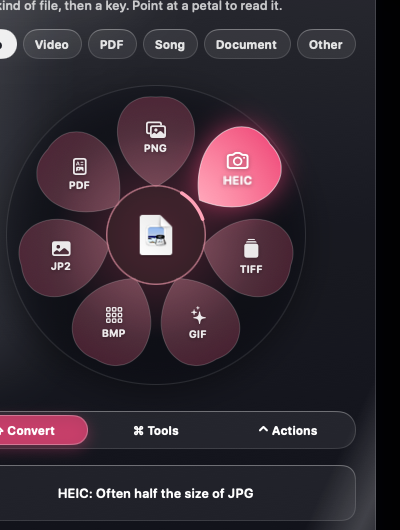 kind of file, then a key. Point at a petal to read it.
Video PDF Song Document Other
PNG
HEIC
PDF
TIFF
JP2
BMP
GIF
Convert ⌘ Tools ^ Actions
HEIC: Often half the size of JPG